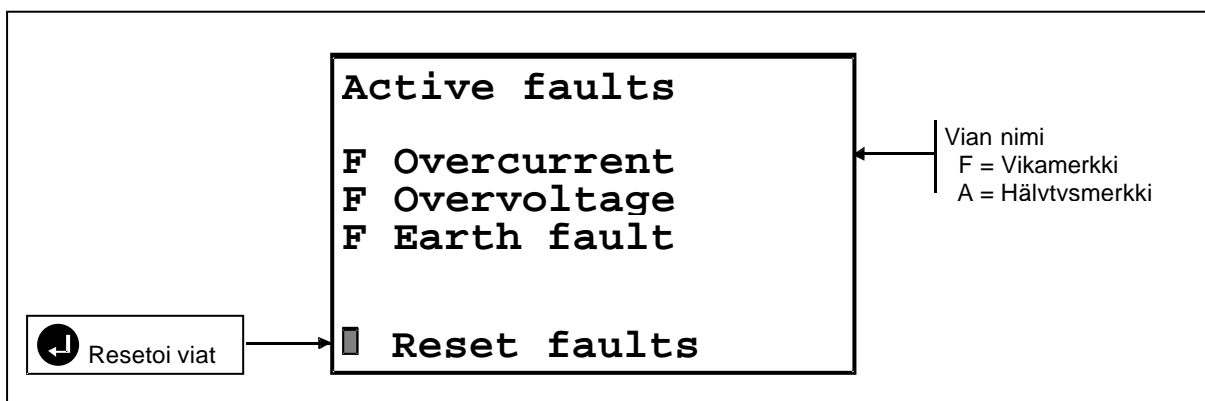 Active faults
F Overcurrent
F Overvoltage
F Earth fault
Reset faults
Vian nimi
F = Vikamerkki
A = Hälvtvsmerkki
Resetoi viat